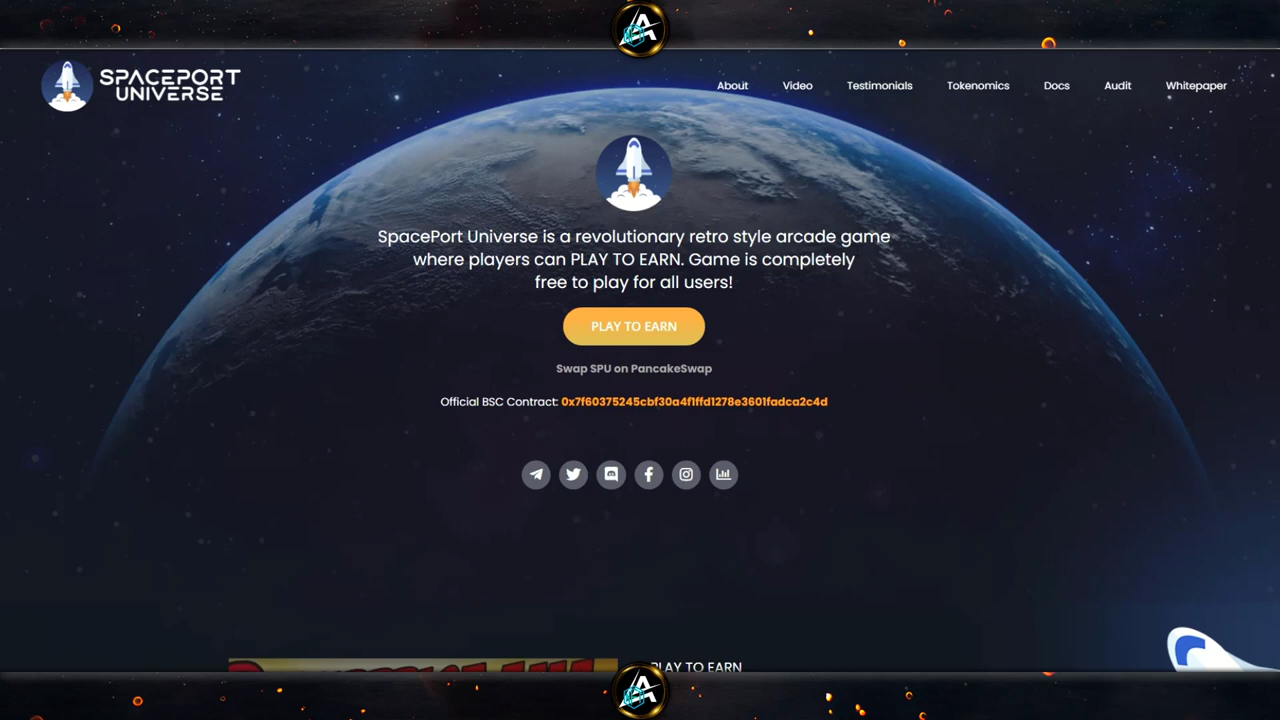 SPACEPORT
UNIVERSE
About Video Testimonials Tokenomics Docs Audit Whitepaper
SpacePort Universe is a revolutionary retro style arcade game
where players can PLAY TO EARN. Game is completely
free to play for all users!
PLAY TO EARN
Swap SPU on PancakeSwap
Official BSC Contract: 0x7f60375245cbf30a4f1ffd1278e3601fadca2c4d
PLAY TO EARN